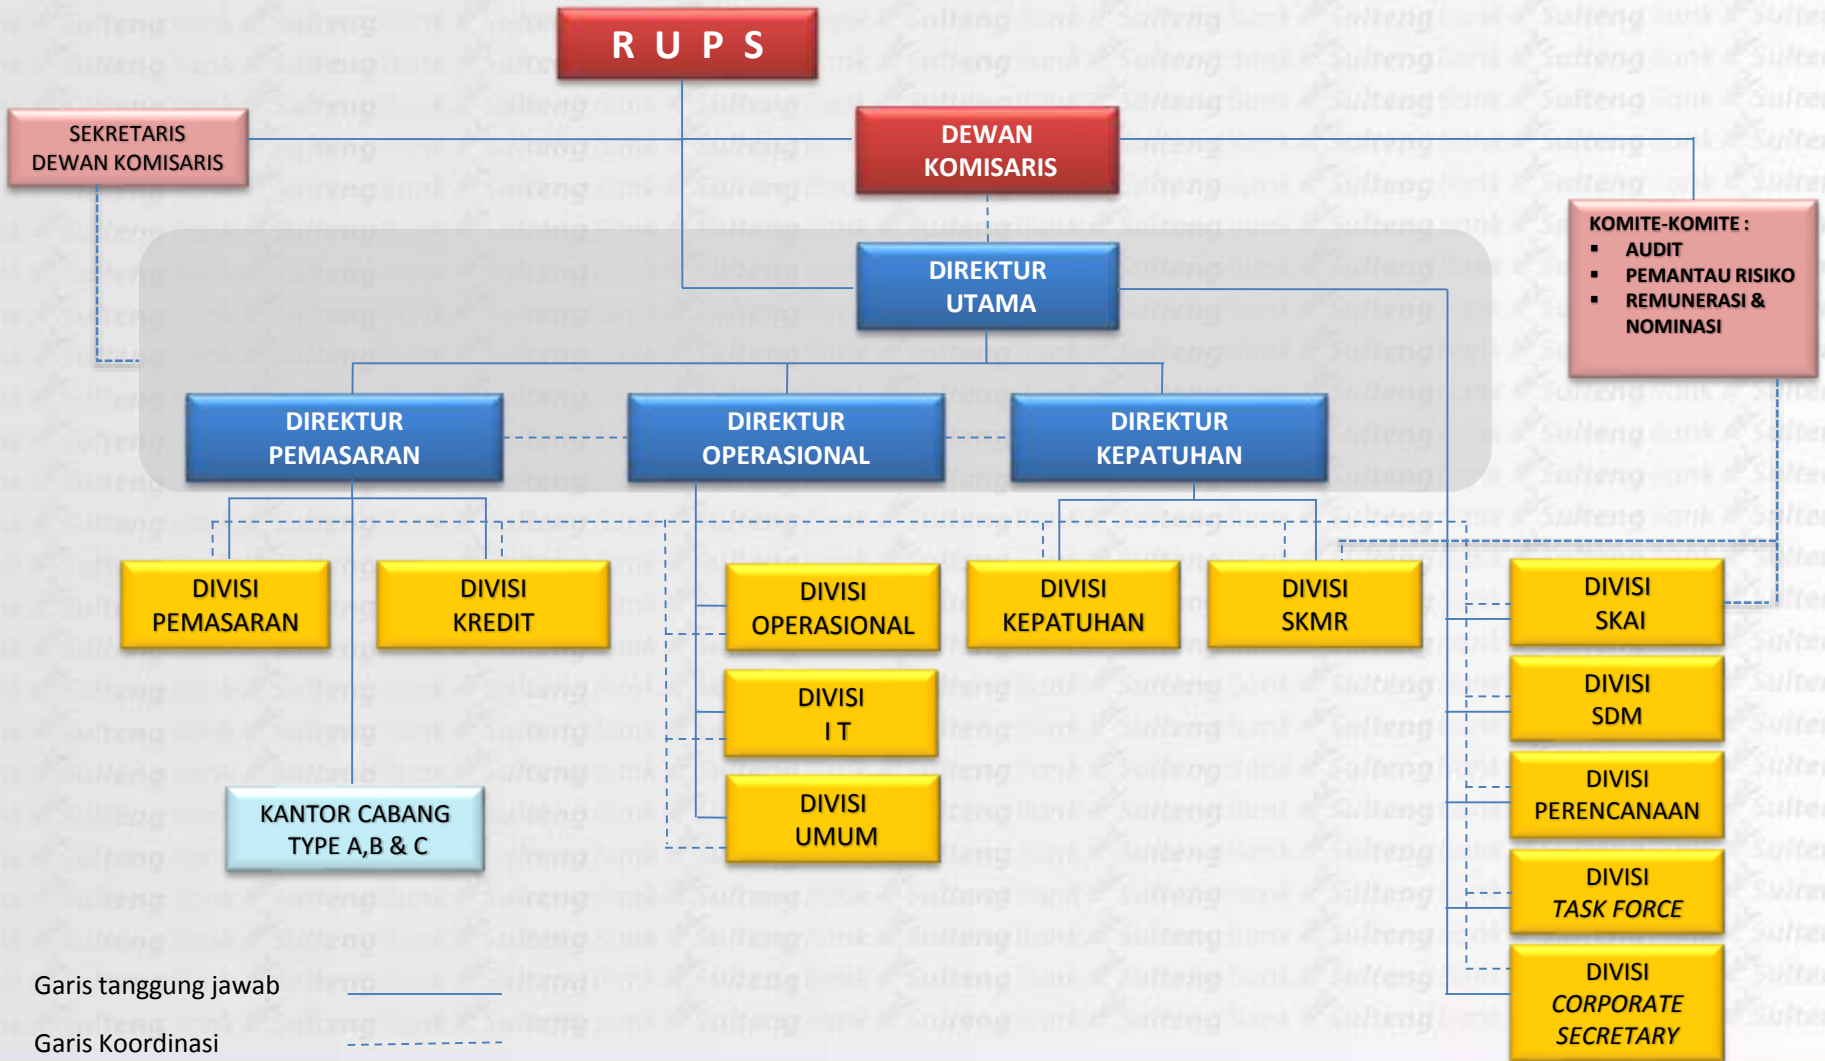 R U P S
SEKRETARIS
DEWAN KOMISARIS
DEWAN
KOMISARIS
KOMITE-KOMITE :
▪ AUDIT
▪ PEMANTAU RISIKO
▪ REMUNERASI &
NOMINASI
DIREKTUR
UTAMA
DIREKTUR
PEMASARAN
DIREKTUR
OPERASIONAL
DIREKTUR
KEPATUHAN
DIVISI
PEMASARAN
DIVISI
KREDIT
DIVISI
OPERASIONAL
DIVISI
KEPATUHAN
DIVISI
SKMR
DIVISI
SKAI
DIVISI
I T
DIVISI
SDM
KANTOR CABANG
TYPE A,B & C
DIVISI
UMUM
DIVISI
PERENCANAAN
DIVISI
TASK FORCE
DIVISI
CORPORATE
SECRETARY
Garis tanggung jawab
Garis Koordinasi
Sulteng Bank